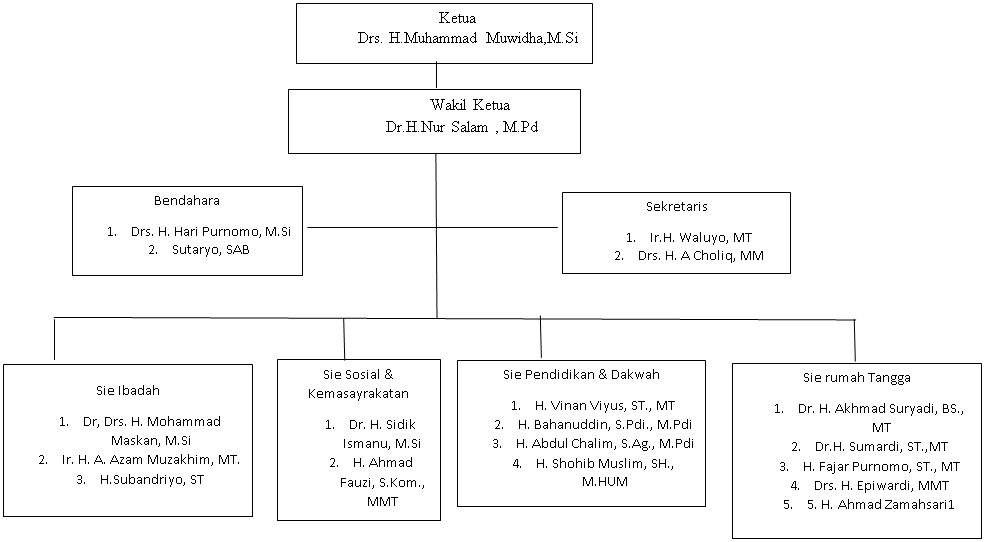 Ketua
Drs. H.Muhammad Muwidha,M.Si
Wakil Ketua
Dr.H.Nur Salam , M.Pd
Bendahara
1. Drs. H. Hari Purnomo, M.Si
2. Sutaryo, SAB
Sekretaris
1. Ir.H. Waluyo, MT
2. Drs. H. A Choliq, MM
Sie Ibadah
1. Dr, Drs. H. Mohammad
Maskan, M.Si
2. Ir. H. A. Azam Muzakhim, MT.
3. H.Subandriyo, ST
Sie Sosial &
Kemasayrakatan
1. Dr. H. Sidik
Ismanu, M.Si
2. H. Ahmad
Fauzi, S.Kom.,
MMT
Sie Pendidikan & Dakwah
1. H. Vinan Viyus, ST., MT
2. H. Bahanuddin, S.Pdi., M.Pdi
3. H. Abdul Chalim, S.Ag., M.Pdi
4. H. Shohib Muslim, SH.,
M.HUM
Sie rumah Tangga
1. Dr. H. Akhmad Suryadi, BS.,
MT
2. Dr.H. Sumardi, ST.,MT
3. H. Fajar Purnomo, ST., MT
4. Drs. H. Epiwardi, MMT
5. 5. H. Ahmad Zamahsari1